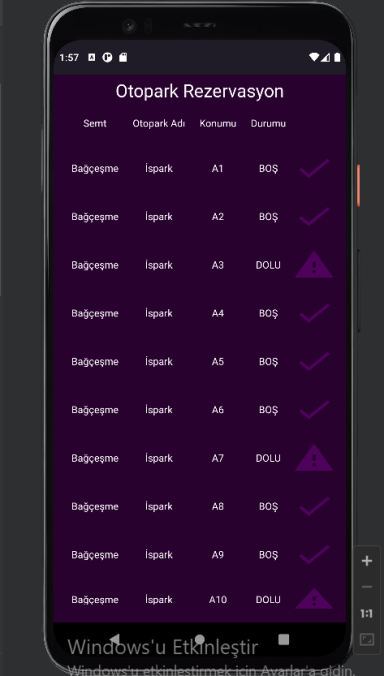 1:57
Otopark Rezervasyon
Semt Otopark Adı Konumu Durumu
Bağçeşme İspark A1 BOŞ
Bağçeşme İspark A2 BOŞ
Bağçeşme İspark A3 DOLU
Bağçeşme İspark A4 BOŞ
Bağçeşme İspark A5 BOŞ
Bağçeşme İspark A6 BOŞ
Bağçeşme İspark A7 DOLU
Bağçeşme İspark A8 BOŞ
Bağçeşme İspark A9 BOŞ
Bağçeşme İspark A10 DOLU
1:1
Windows'u Etkinleştir
Windows'u etkinleştirmek için Ayarlar'a gidin.